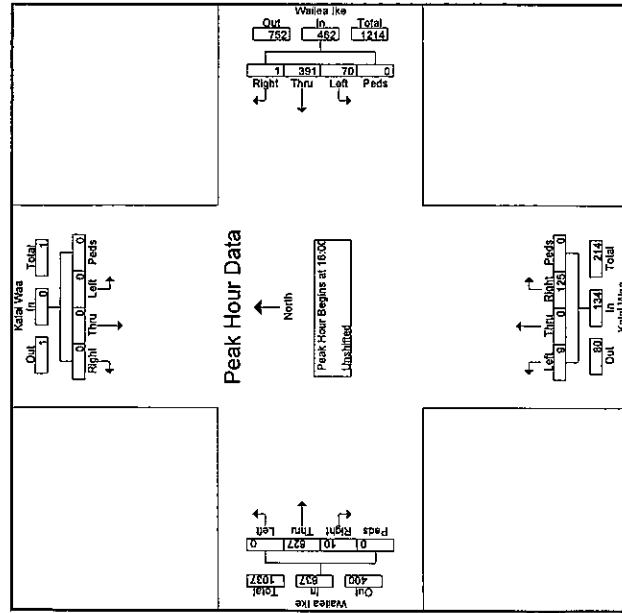 Wailea Ike
Out In Total
752 462 1214
1 391 70 0
Right Thru Left Peds
Kalai Waa
Out In Total
1 0 1
0 0 0 0
Right Thru Left Peds
Peak Hour Data
North
Peak Hour Begins at 16:00
Unshifted
Left Thru Right Peds
9 0 125 0
80 134 214
Out In Total
Kalai Waa
Left Thru Right Peds
0 627 10 0
Total In Out
1037 637 400
Wailea Ike